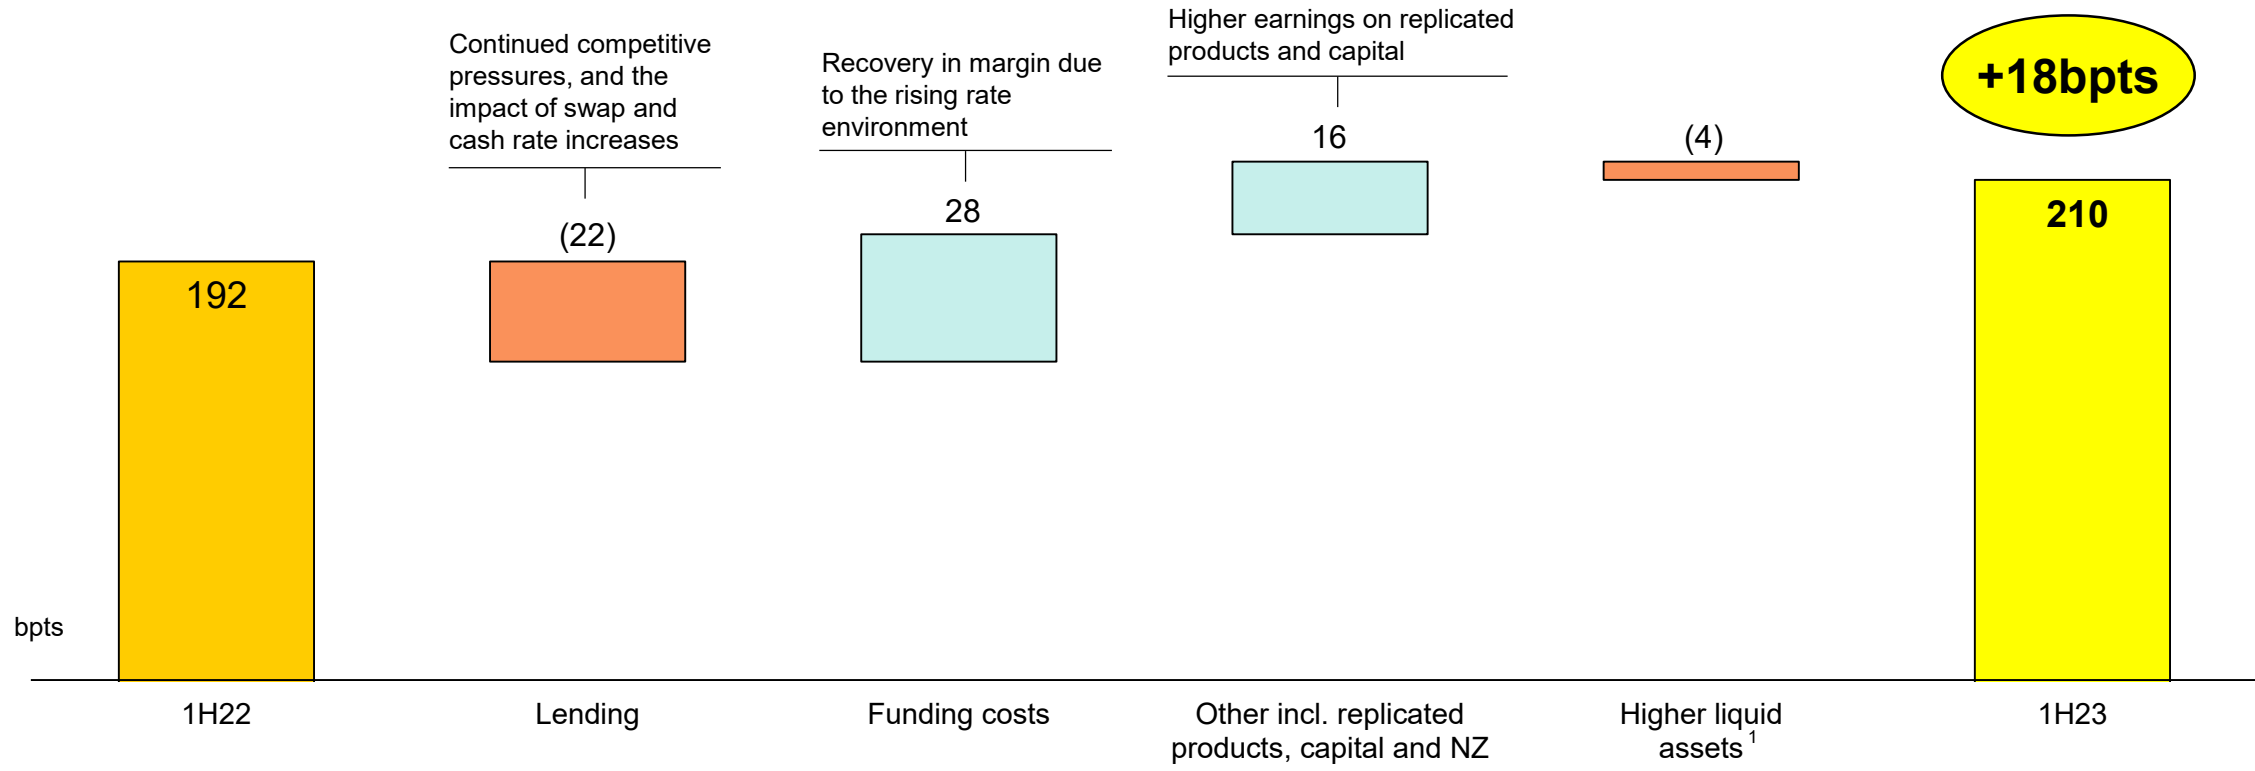 Continued competitive
pressures, and the
impact of swap and
cash rate increases
Recovery in margin due
to the rising rate
environment
Higher earnings on replicated
products and capital
+18bpts
192
(22)
28
16
(4)
210
bpts
1H22
Lending
Funding costs
Other incl. replicated
products, capital and NZ
Higher liquid
assets 1
1H23